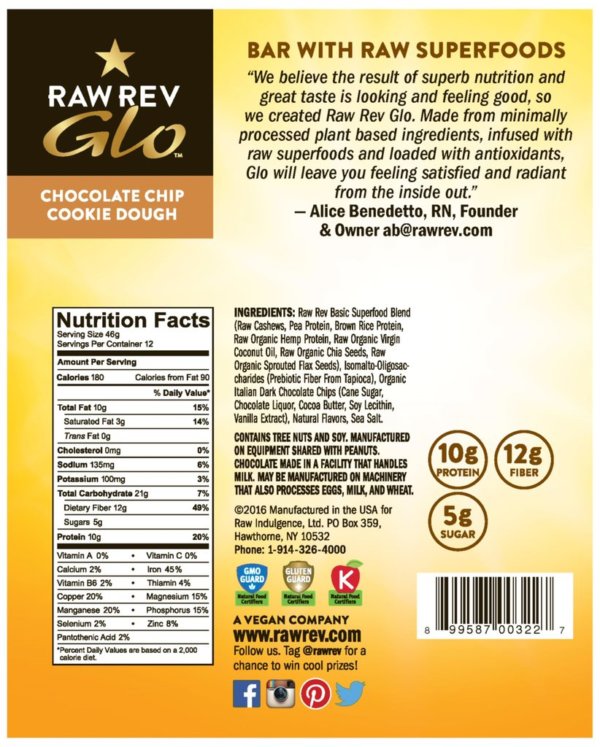 RAW REV
Glo™
CHOCOLATE CHIP
COOKIE DOUGH
BAR WITH RAW SUPERFOODS
“We believe the result of superb nutrition and
great taste is looking and feeling good, so
we created Raw Rev Glo. Made from minimally
processed plant based ingredients, infused with
raw superfoods and loaded with antioxidants,
Glo will leave you feeling satisfied and radiant
from the inside out.”
— Alice Benedetto, RN, Founder
& Owner ab@rawrev.com
Nutrition Facts
Serving Size 46g
Servings Per Container 12
Amount Per Serving
Calories 180 Calories from Fat 90
% Daily Value*
Total Fat 10g 15%
Saturated Fat 3g 14%
Trans Fat 0g
Cholesterol 0mg 0%
Sodium 135mg 6%
Potassium 100mg 3%
Total Carbohydrate 21g 7%
Dietary Fiber 12g 49%
Sugars 5g
Protein 10g 20%
Vitamin A 0% • Vitamin C 0%
Calcium 2% • Iron 45%
Vitamin B6 2% • Thiamin 4%
Copper 20% • Magnesium 15%
Manganese 20% • Phosphorus 15%
Selenium 2% • Zinc 8%
Pantothenic Acid 2%
*Percent Daily Values are based on a 2,000
calorie diet.
INGREDIENTS: Raw Rev Basic Superfood Blend
(Raw Cashews, Pea Protein, Brown Rice Protein,
Raw Organic Hemp Protein, Raw Organic Virgin
Coconut Oil, Raw Organic Chia Seeds, Raw
Organic Sprouted Flax Seeds), Isomalto-Oligosac-
charides (Prebiotic Fiber From Tapioca), Organic
Italian Dark Chocolate Chips (Cane Sugar,
Chocolate Liquor, Cocoa Butter, Soy Lecithin,
Vanilla Extract), Natural Flavors, Sea Salt.
CONTAINS TREE NUTS AND SOY. MANUFACTURED
ON EQUIPMENT SHARED WITH PEANUTS.
CHOCOLATE MADE IN A FACILITY THAT HANDLES
MILK. MAY BE MANUFACTURED ON MACHINERY
THAT ALSO PROCESSES EGGS, MILK, AND WHEAT.
©2016 Manufactured in the USA for
Raw Indulgence, Ltd. PO Box 359,
Hawthorne, NY 10532
Phone: 1-914-326-4000
GMO
GUARD
Natural Food
Certifiers
GLUTEN
GUARD
Natural Food
Certifiers
K
Natural Food
Certifiers
A VEGAN COMPANY
www.rawrev.com
Follow us. Tag @rawrev for a
chance to win cool prizes!
10g
PROTEIN
12g
FIBER
5g
SUGAR
8 99587 00322 7